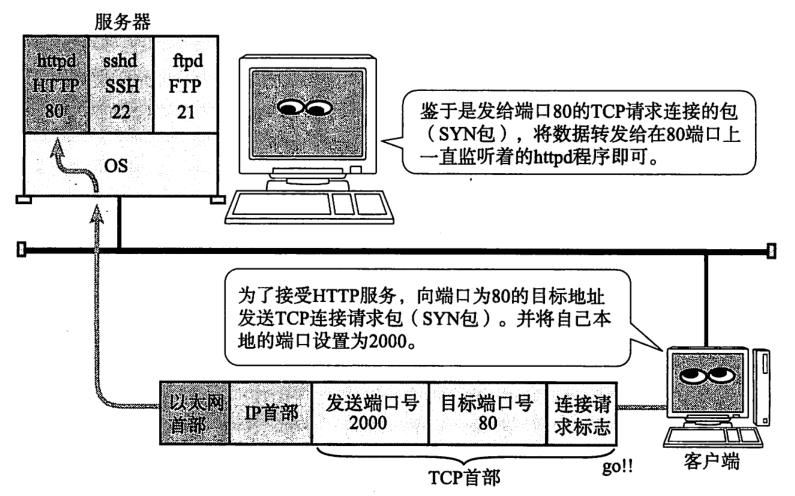 服务器
httpd
HTTP
80
sshd
SSH
22
ftpd
FTP
21
OS
鉴于是发给端口80的TCP请求连接的包
（SYN包），将数据转发给在80端口上
一直监听着的httpd程序即可。
为了接受HTTP服务，向端口为80的目标地址
发送TCP连接请求包（SYN包）。并将自己本
地的端口设置为2000。
以太网
首部
IP首部
发送端口号
2000
目标端口号
80
连接请
求标志
TCP首部
go!!
客户端